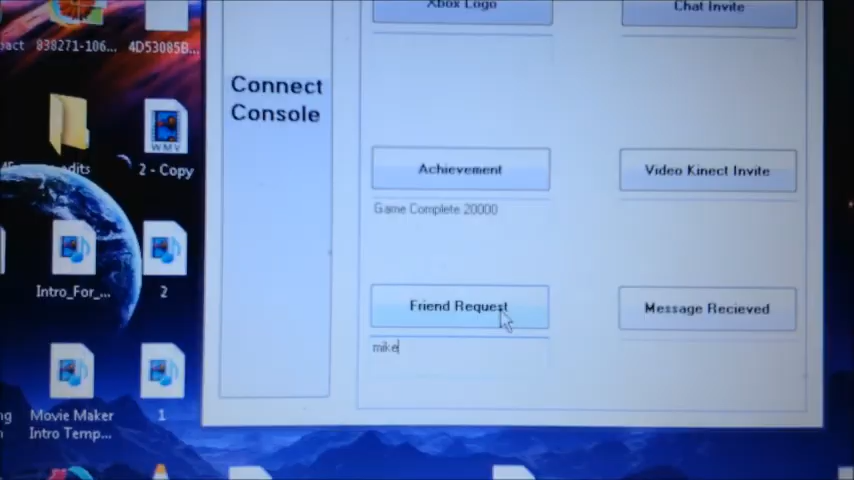 Xbox Logo
Chat Invite
838271-106...
4D53085B...
Connect
Console
WMV
2 - Copy
Achievement
Video Kinect Invite
Game Complete 20000
Intro_For_...
2
Friend Request
Message Recieved
mike
Movie Maker
Intro Temp...
1